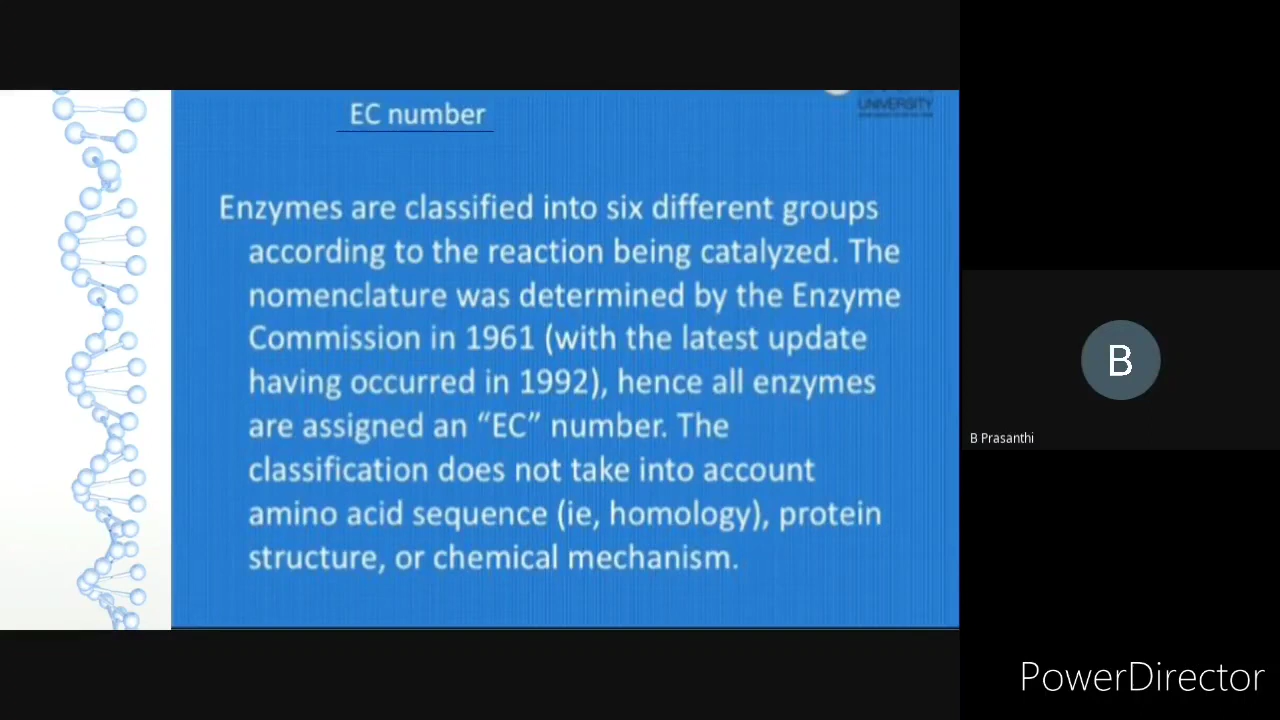 EC number
UNIVERSITY
Enzymes are classified into six different groups
according to the reaction being catalyzed. The
nomenclature was determined by the Enzyme
Commission in 1961 (with the latest update
having occurred in 1992), hence all enzymes
are assigned an “EC” number. The
classification does not take into account
amino acid sequence (ie, homology), protein
structure, or chemical mechanism.
B
B Prasanthi
PowerDirector